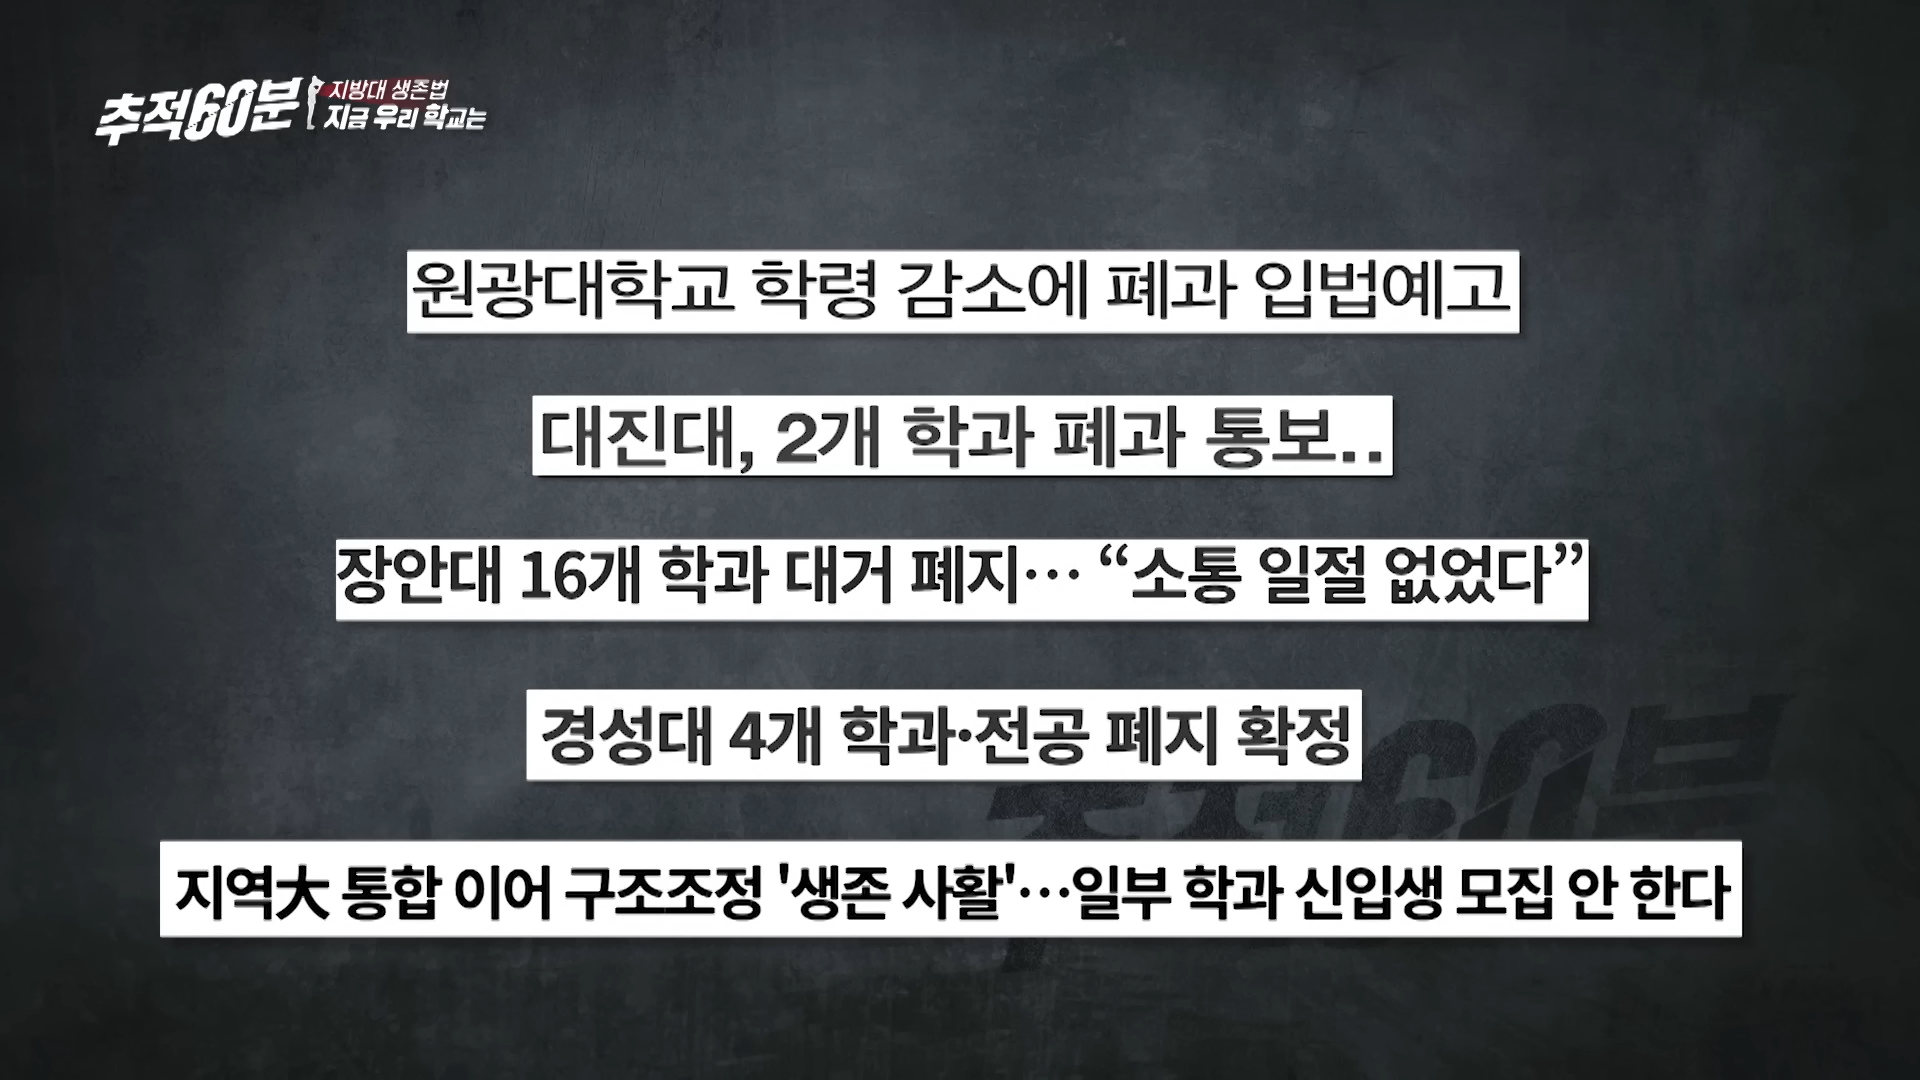 추적60분
지방대 생존법
지금 우리 학교는
원광대학교 학령 감소에 폐과 입법예고
대진대, 2개 학과 폐과 통보..
장안대 16개 학과 대거 폐지… “소통 일절 없었다”
경성대 4개 학과·전공 폐지 확정
지역大 통합 이어 구조조정 '생존 사활'…일부 학과 신입생 모집 안 한다
추적60분